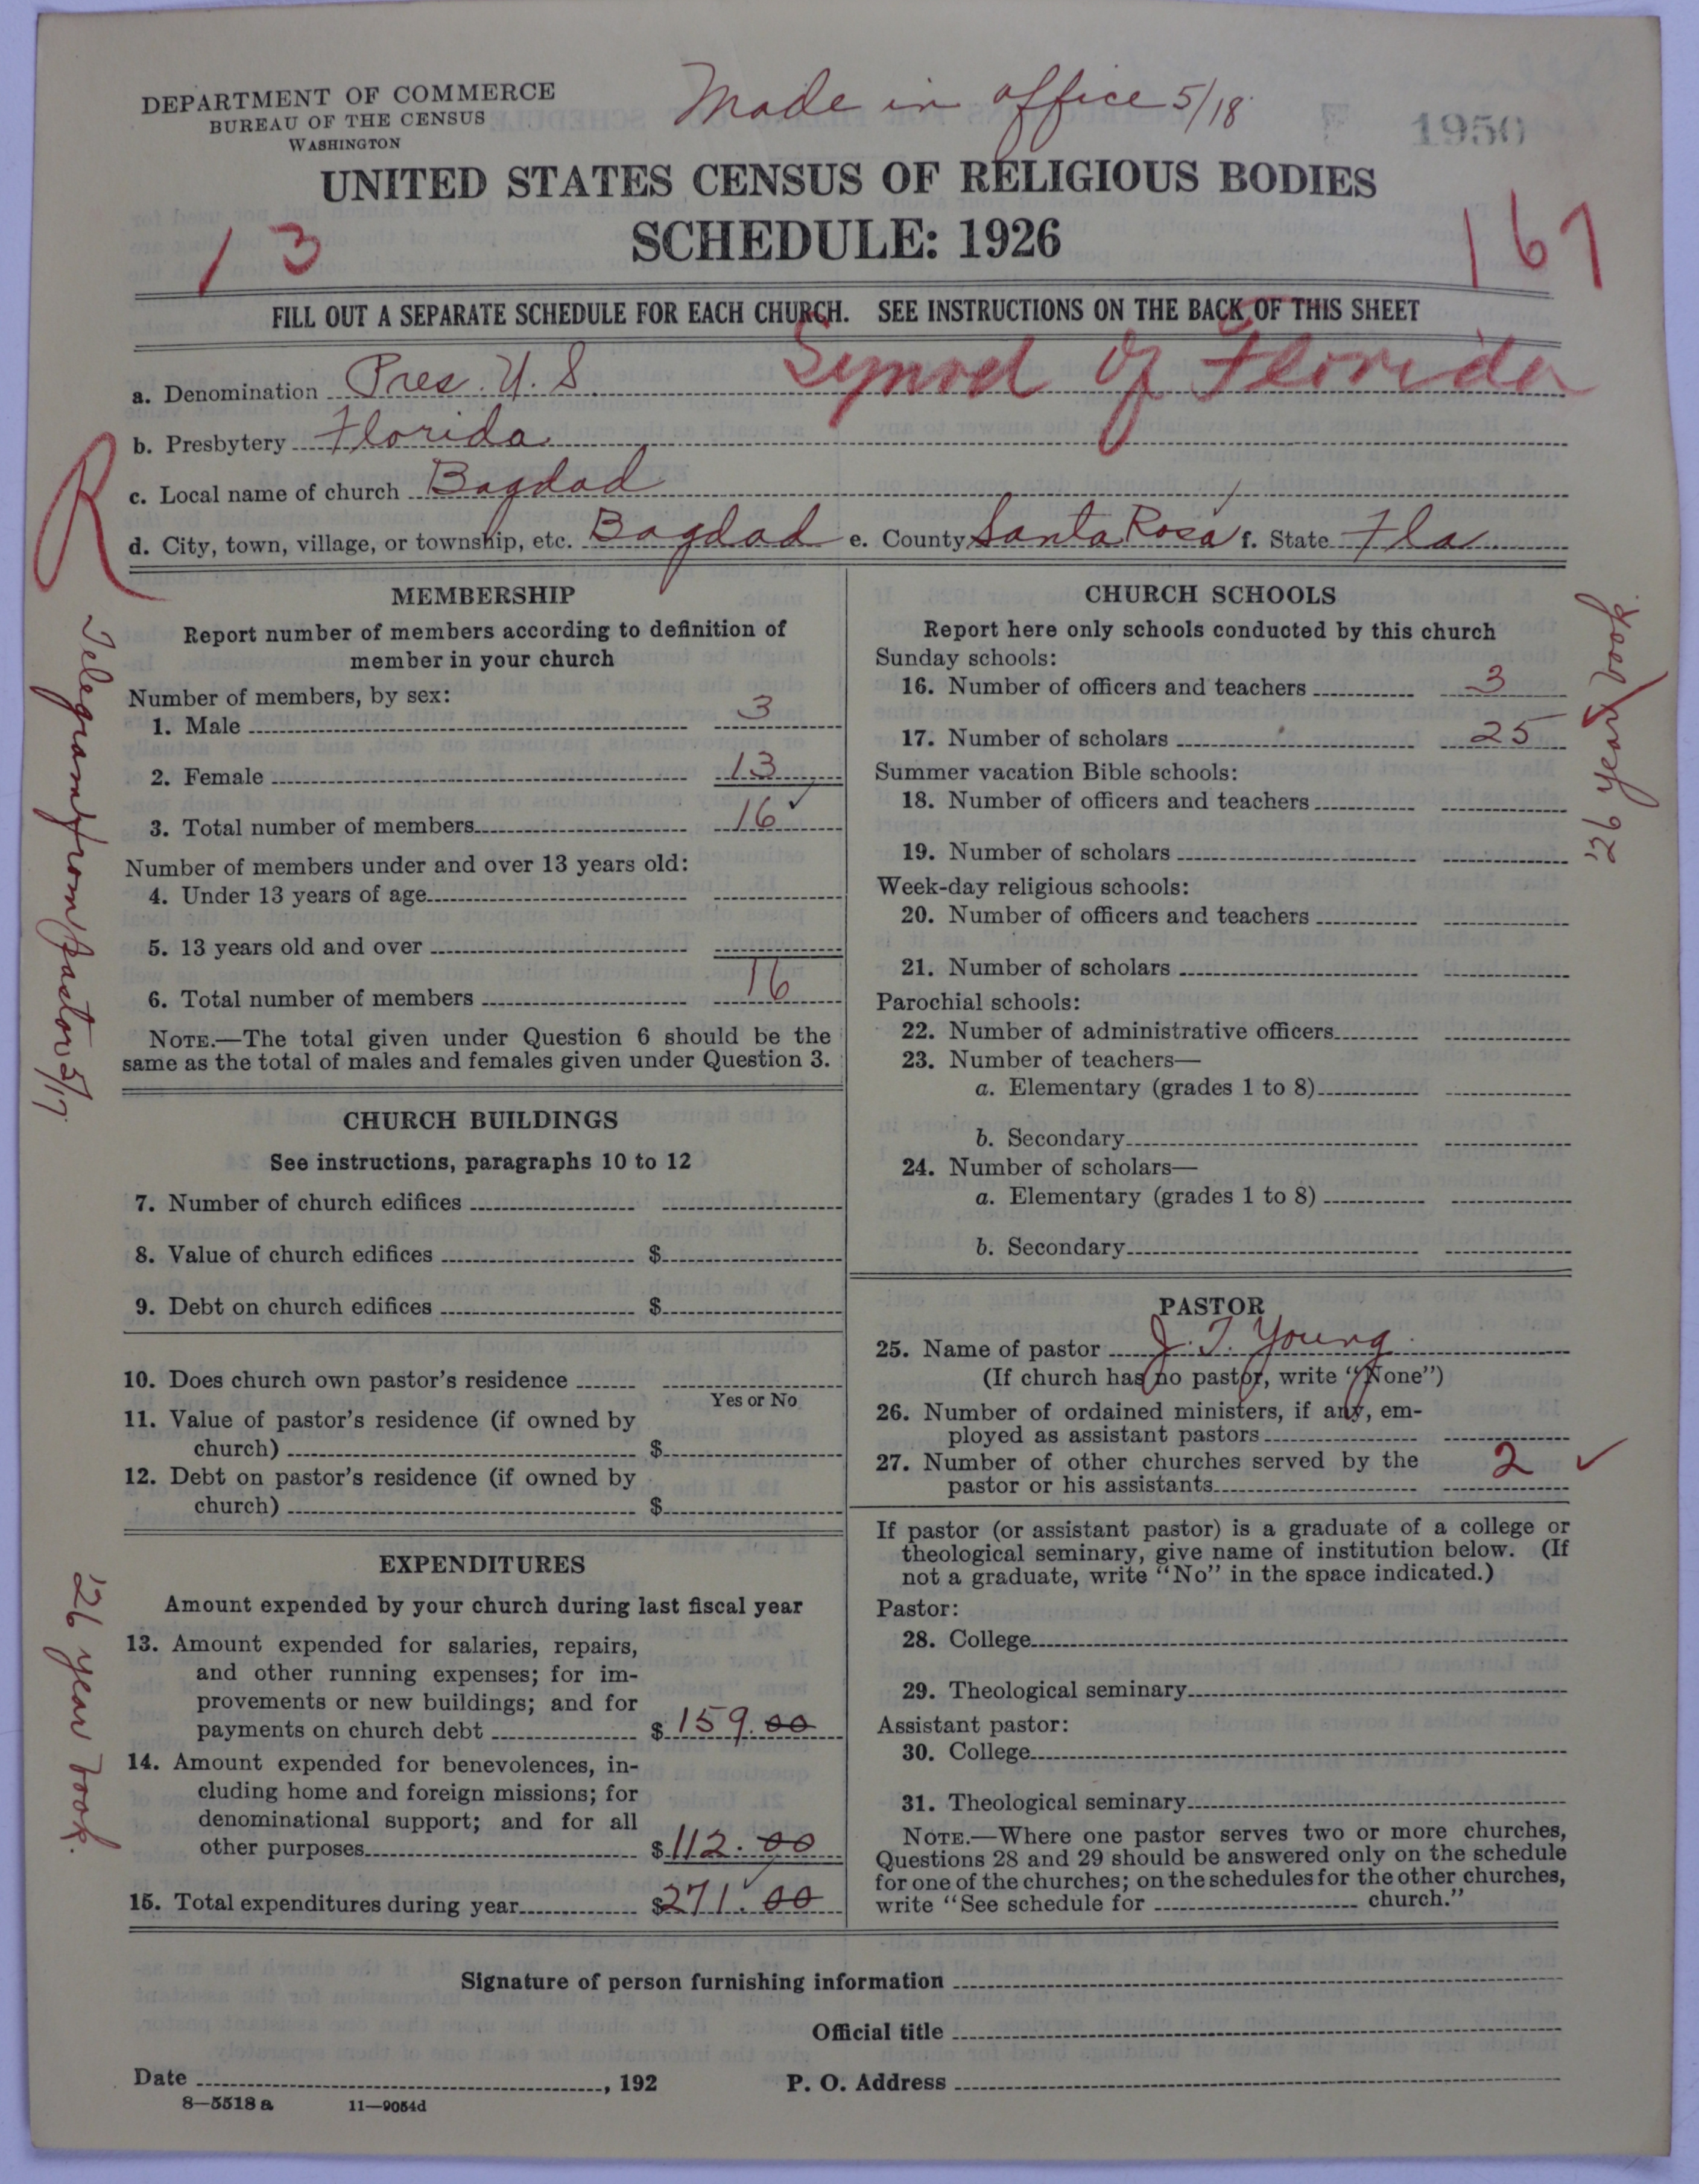 DEPARTMENT OF COMMERCE
BUREAU OF THE CENSUS
WASHINGTON
Made in office 5/18
1950
UNITED STATES CENSUS OF RELIGIOUS BODIES
SCHEDULE: 1926
13
167
FILL OUT A SEPARATE SCHEDULE FOR EACH CHURCH. SEE INSTRUCTIONS ON THE BACK OF THIS SHEET
Synod of Florida
a. Denomination Pres. U. S.
b. Presbytery Florida
R
c. Local name of church Bagdad
d. City, town, village, or township, etc. Bagdad e. County Santa Rosa f. State Fla
Telegram from Pastor 5/17
MEMBERSHIP
Report number of members according to definition of
member in your church
Number of members, by sex:
1. Male 3
2. Female 13
3. Total number of members 16 ✓
Number of members under and over 13 years old:
4. Under 13 years of age
5. 13 years old and over
6. Total number of members 16
NOTE.—The total given under Question 6 should be the
same as the total of males and females given under Question 3.
CHURCH BUILDINGS
See instructions, paragraphs 10 to 12
7. Number of church edifices
8. Value of church edifices $
9. Debt on church edifices $
10. Does church own pastor's residence
Yes or No
11. Value of pastor's residence (if owned by
church) $
12. Debt on pastor's residence (if owned by
church) $
'26 year book.
EXPENDITURES
Amount expended by your church during last fiscal year
13. Amount expended for salaries, repairs,
and other running expenses; for im-
provements or new buildings; and for
payments on church debt $159.00
14. Amount expended for benevolences, in-
cluding home and foreign missions; for
denominational support; and for all
other purposes $112.00
15. Total expenditures during year $271.00
CHURCH SCHOOLS
Report here only schools conducted by this church
Sunday schools:
16. Number of officers and teachers 3
17. Number of scholars 25
'26 year book.
Summer vacation Bible schools:
18. Number of officers and teachers
19. Number of scholars
Week-day religious schools:
20. Number of officers and teachers
21. Number of scholars
Parochial schools:
22. Number of administrative officers
23. Number of teachers—
a. Elementary (grades 1 to 8)
b. Secondary
24. Number of scholars—
a. Elementary (grades 1 to 8)
b. Secondary
PASTOR
25. Name of pastor J. T. Young
(If church has no pastor, write "None")
26. Number of ordained ministers, if any, em-
ployed as assistant pastors
27. Number of other churches served by the
pastor or his assistants 2 ✓
If pastor (or assistant pastor) is a graduate of a college or
theological seminary, give name of institution below. (If
not a graduate, write "No" in the space indicated.)
Pastor:
28. College
29. Theological seminary
Assistant pastor:
30. College
31. Theological seminary
NOTE.—Where one pastor serves two or more churches,
Questions 28 and 29 should be answered only on the schedule
for one of the churches; on the schedules for the other churches,
write "See schedule for church."
Signature of person furnishing information
Official title
Date , 192
P. O. Address
8—5518 a 11—9054d